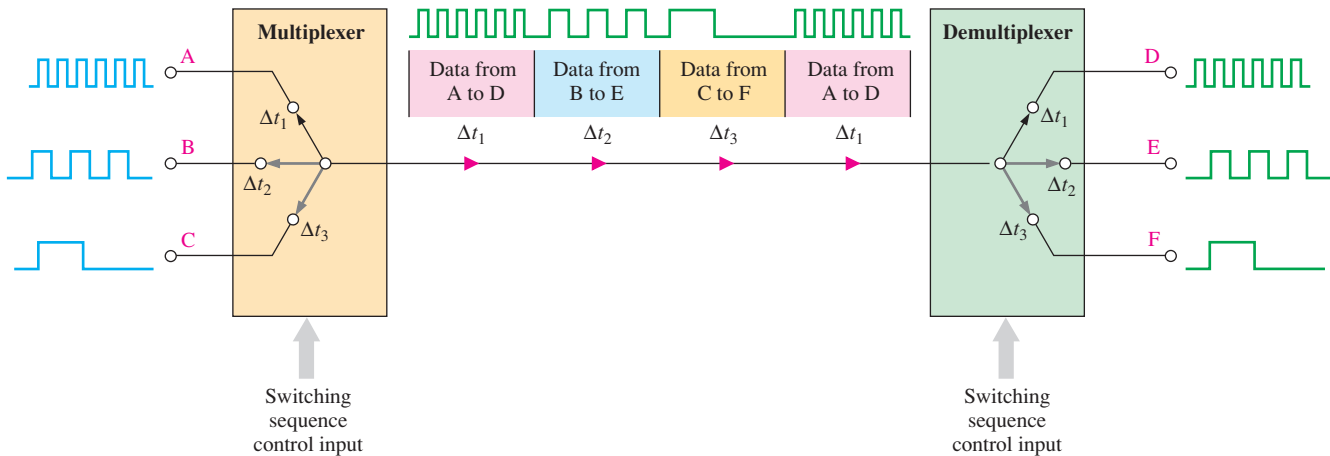 Multiplexer
Demultiplexer
A
B
C
Δt1
Δt2
Δt3
Data from
A to D
Data from
B to E
Data from
C to F
Data from
A to D
Δt1
Δt2
Δt3
Δt1
Δt1
Δt2
Δt3
D
E
F
Switching
sequence
control input
Switching
sequence
control input